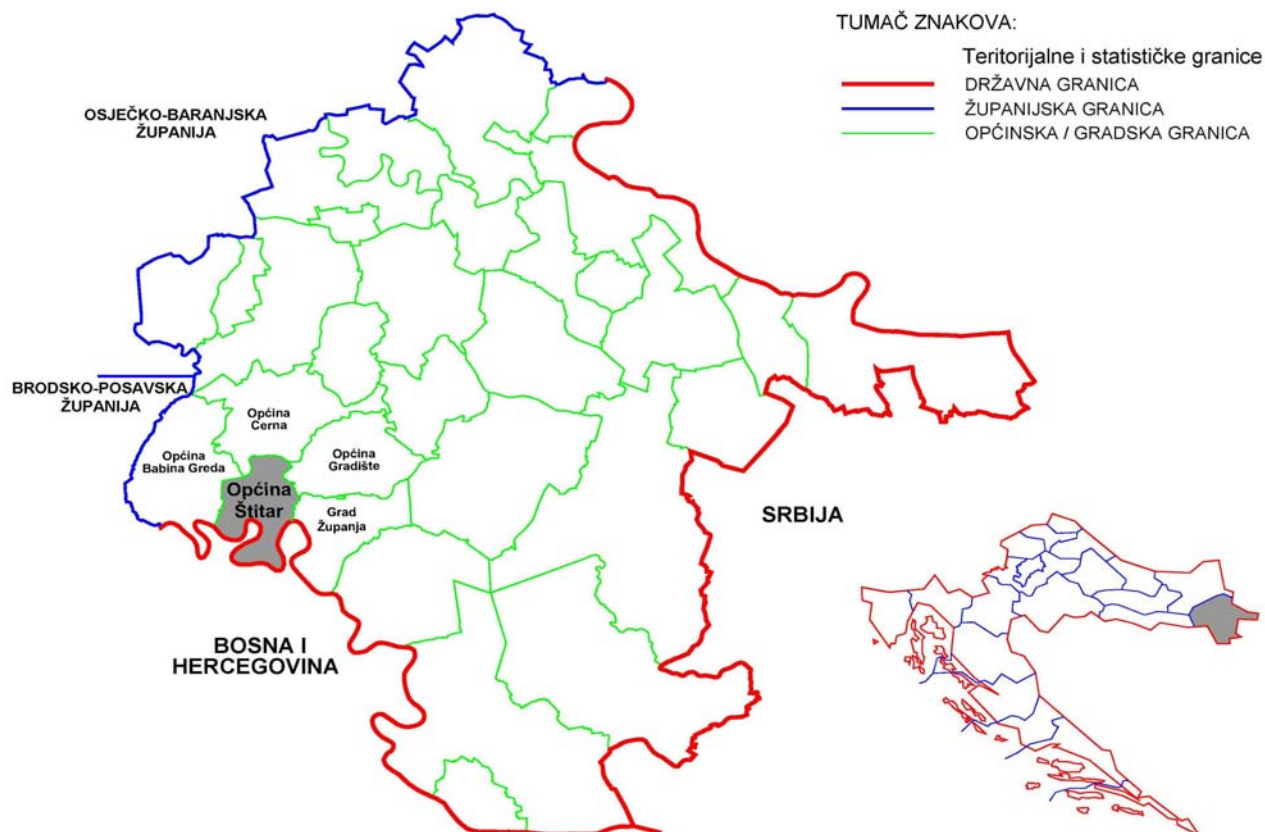 TUMAČ ZNAKOVA:
Teritorijalne i statističke granice
DRŽAVNA GRANICA
ŽUPANIJSKA GRANICA
OPĆINSKA / GRADSKA GRANICA
OSJEČKO-BARANJSKA
ŽUPANIJA
BRODSKO-POSAVSKA
ŽUPANIJA
Općina
Cerna
Općina
Babina Greda
Općina
Gradište
Općina
Štitar
Grad
Županja
SRBIJA
BOSNA I
HERCEGOVINA